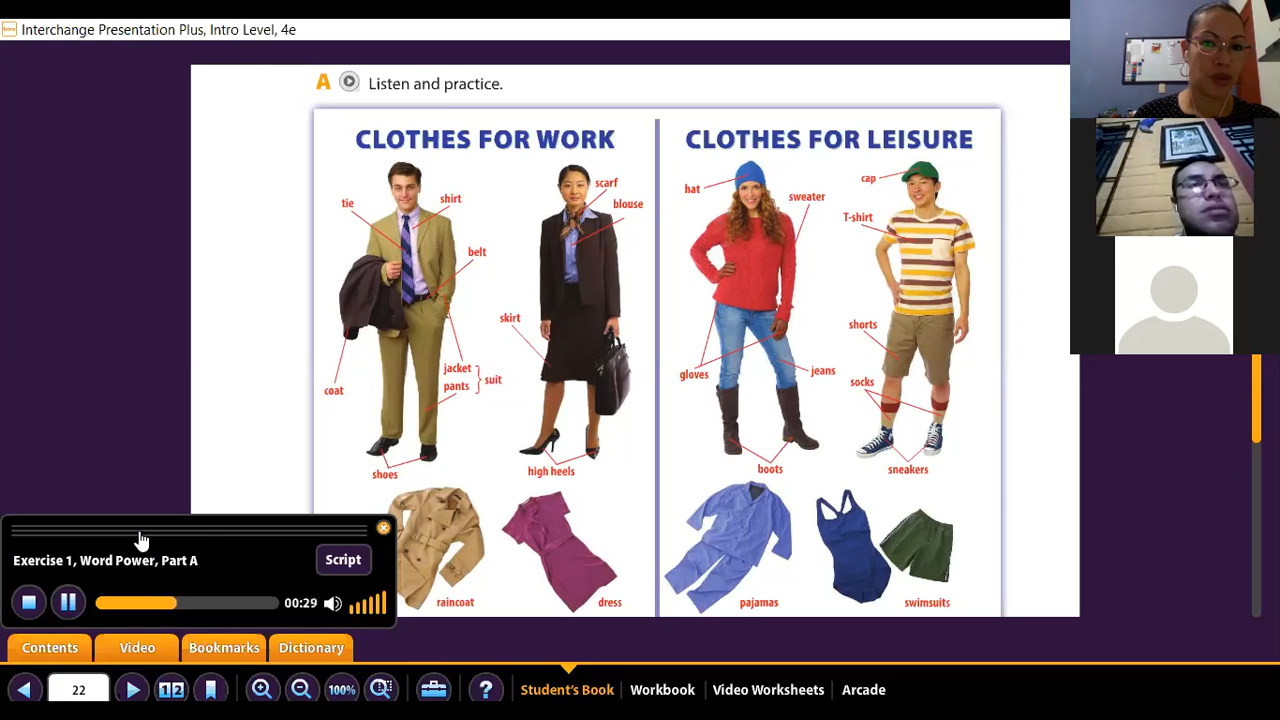 Interchange Presentation Plus, Intro Level, 4e
A Listen and practice.
CLOTHES FOR WORK
CLOTHES FOR LEISURE
tie
shirt
belt
coat
jacket
pants
suit
shoes
scarf
blouse
skirt
high heels
raincoat
dress
hat
sweater
gloves
jeans
boots
cap
T-shirt
shorts
socks
sneakers
pajamas
swimsuits
Exercise 1, Word Power, Part A
Script
00:29
Contents
Video
Bookmarks
Dictionary
22
12
100%
?
Student's Book
Workbook
Video Worksheets
Arcade